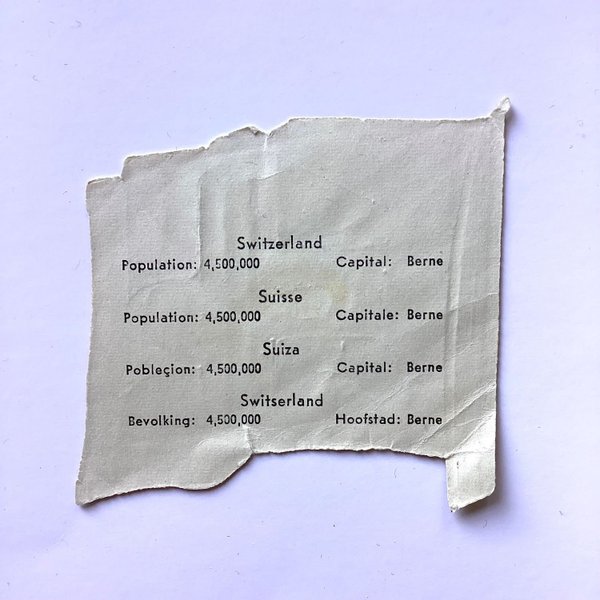 Switzerland
Population: 4,500,000 Capital: Berne
Suisse
Population: 4,500,000 Capitale: Berne
Suiza
Pobleçion: 4,500,000 Capital: Berne
Switserland
Bevolking: 4,500,000 Hoofstad: Berne